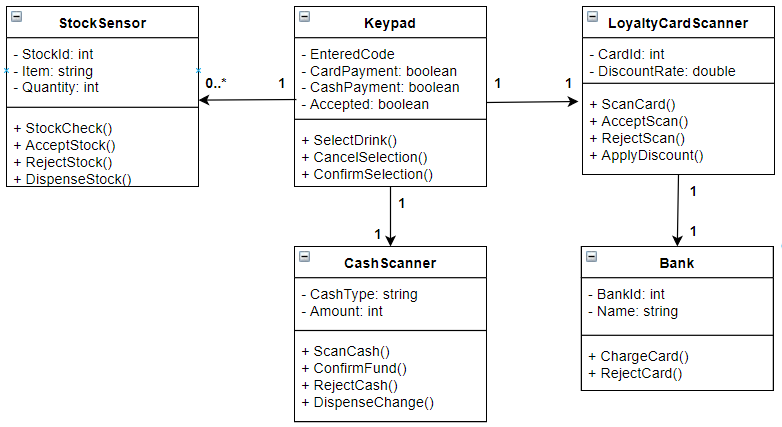 StockSensor
- StockId: int
- Item: string
- Quantity: int
+ StockCheck()
+ AcceptStock()
+ RejectStock()
+ DispenseStock()
0..*
1
Keypad
- EnteredCode
- CardPayment: boolean
- CashPayment: boolean
- Accepted: boolean
+ SelectDrink()
+ CancelSelection()
+ ConfirmSelection()
1
1
LoyaltyCardScanner
- CardId: int
- DiscountRate: double
+ ScanCard()
+ AcceptScan()
+ RejectScan()
+ ApplyDiscount()
1
1
CashScanner
- CashType: string
- Amount: int
+ ScanCash()
+ ConfirmFund()
+ RejectCash()
+ DispenseChange()
1
1
Bank
- BankId: int
- Name: string
+ ChargeCard()
+ RejectCard()